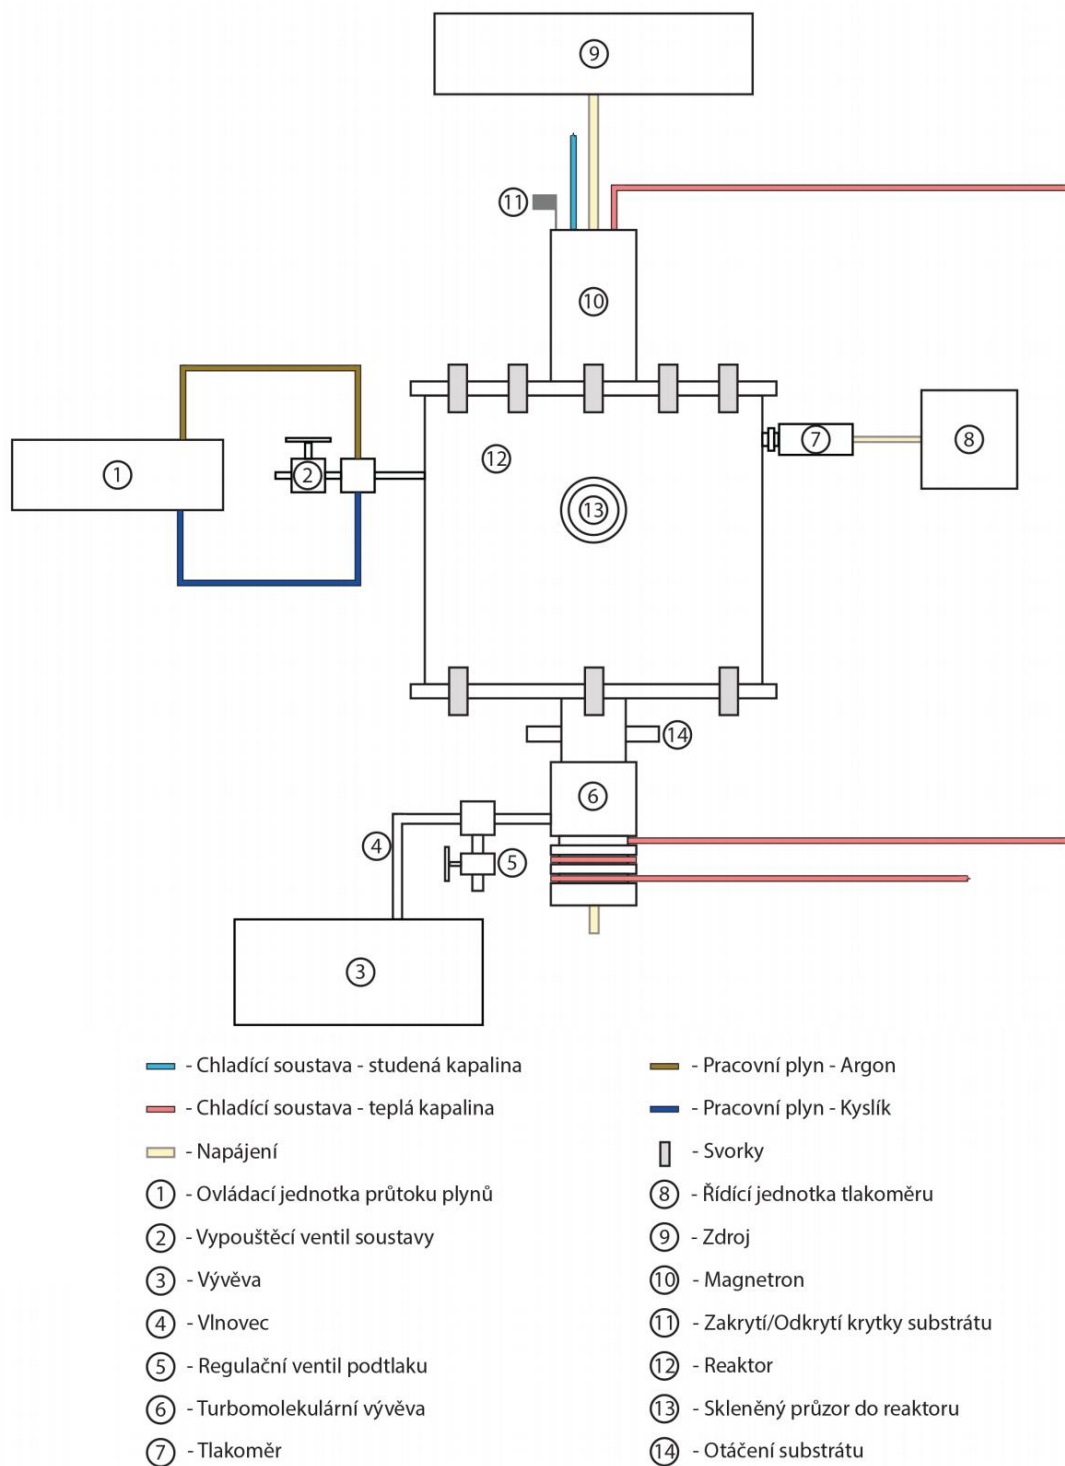 9
11
10
12
7
8
1
2
13
14
6
4
5
3
- Chladící soustava - studená kapalina
- Chladící soustava - teplá kapalina
- Napájení
1 - Ovládací jednotka průtoku plynů
2 - Vypouštěcí ventil soustavy
3 - Vývěva
4 - Vlnovec
5 - Regulační ventil podtlaku
6 - Turbomolekulární vývěva
7 - Tlakoměr
- Pracovní plyn - Argon
- Pracovní plyn - Kyslík
- Svorky
8 - Řídící jednotka tlakoměru
9 - Zdroj
10 - Magnetron
11 - Zakrytí/Odkrytí krytky substrátu
12 - Reaktor
13 - Skleněný průzor do reaktoru
14 - Otáčení substrátu